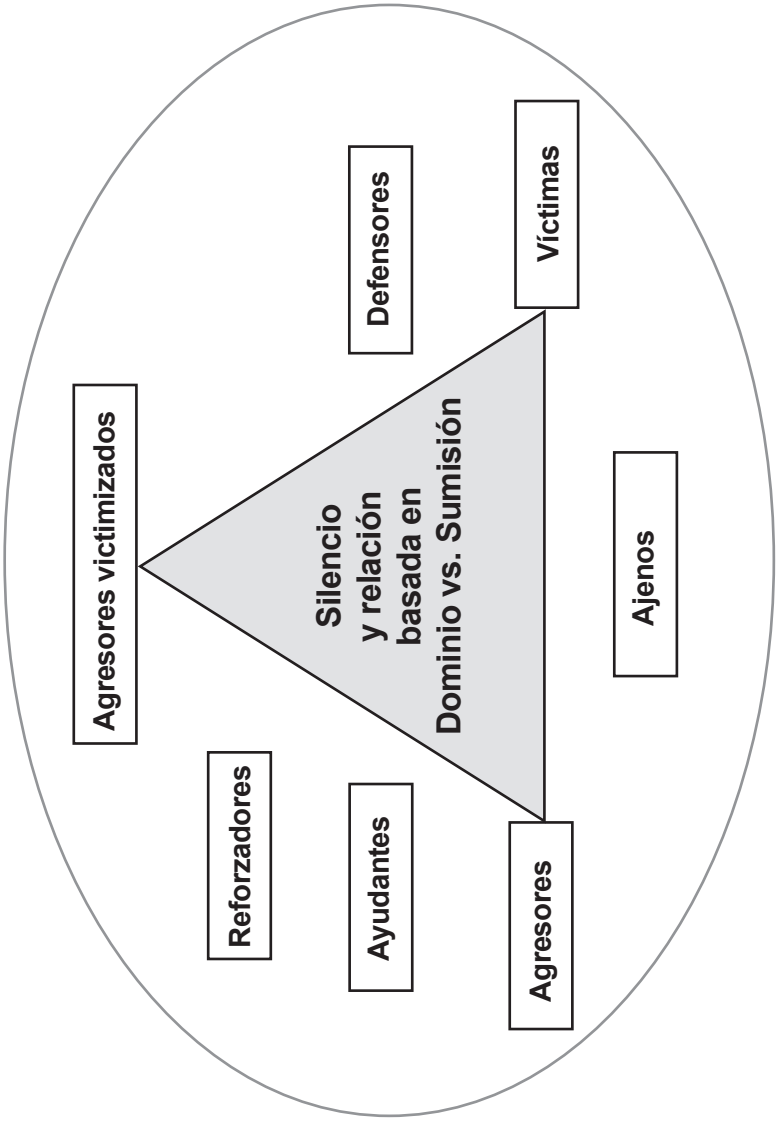 Agresores victimizados
Reforzadores
Ayudantes
Defensores
Silencio
y relación
basada en
Dominio vs. Sumisión
Agresores
Víctimas
Ajenos